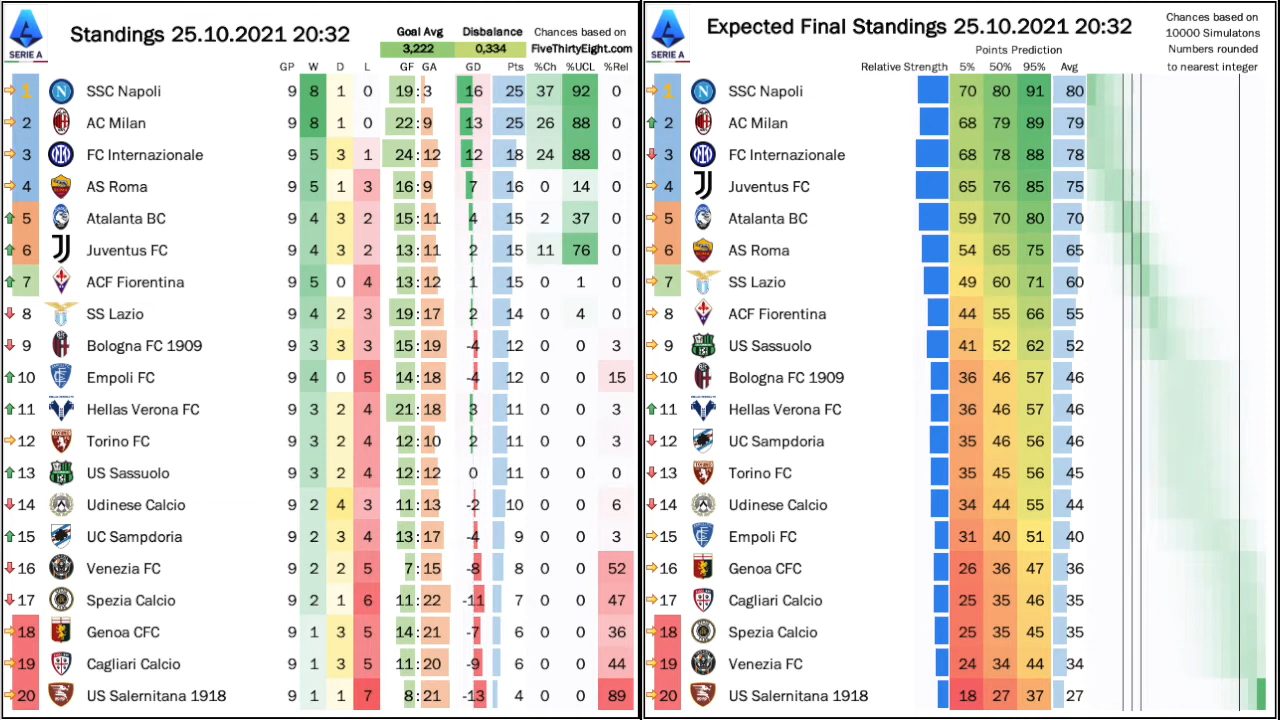 SERIE A
Standings 25.10.2021 20:32
Goal Avg Disbalance Chances based on
3,222 0,334 FiveThirtyEight.com
GP W D L GF GA GD Pts %Ch %UCL %Rel
1 SSC Napoli 9 8 1 0 19:3 16 25 37 92 0
2 AC Milan 9 8 1 0 22:9 13 25 26 88 0
3 FC Internazionale 9 5 3 1 24:12 12 18 24 88 0
4 AS Roma 9 5 1 3 16:9 7 16 0 14 0
5 Atalanta BC 9 4 3 2 15:11 4 15 2 37 0
6 Juventus FC 9 4 3 2 13:11 2 15 11 76 0
7 ACF Fiorentina 9 5 0 4 13:12 1 15 0 1 0
8 SS Lazio 9 4 2 3 19:17 2 14 0 4 0
9 Bologna FC 1909 9 3 3 3 15:19 -4 12 0 0 3
10 Empoli FC 9 4 0 5 14:18 -4 12 0 0 15
11 Hellas Verona FC 9 3 2 4 21:18 3 11 0 0 3
12 Torino FC 9 3 2 4 12:10 2 11 0 0 3
13 US Sassuolo 9 3 2 4 12:12 0 11 0 0 0
14 Udinese Calcio 9 2 4 3 11:13 -2 10 0 0 6
15 UC Sampdoria 9 2 3 4 13:17 -4 9 0 0 3
16 Venezia FC 9 2 2 5 7:15 -8 8 0 0 52
17 Spezia Calcio 9 2 1 6 11:22 -11 7 0 0 47
18 Genoa CFC 9 1 3 5 14:21 -7 6 0 0 36
19 Cagliari Calcio 9 1 3 5 11:20 -9 6 0 0 44
20 US Salernitana 1918 9 1 1 7 8:21 -13 4 0 0 89
SERIE A
Expected Final Standings 25.10.2021 20:32
Chances based on
10000 Simulatons
Numbers rounded
to nearest integer
Points Prediction
Relative Strength 5% 50% 95% Avg
1 SSC Napoli 70 80 91 80
2 AC Milan 68 79 89 79
3 FC Internazionale 68 78 88 78
4 Juventus FC 65 76 85 75
5 Atalanta BC 59 70 80 70
6 AS Roma 54 65 75 65
7 SS Lazio 49 60 71 60
8 ACF Fiorentina 44 55 66 55
9 US Sassuolo 41 52 62 52
10 Bologna FC 1909 36 46 57 46
11 Hellas Verona FC 36 46 57 46
12 UC Sampdoria 35 46 56 46
13 Torino FC 35 45 56 45
14 Udinese Calcio 34 44 55 44
15 Empoli FC 31 40 51 40
16 Genoa CFC 26 36 47 36
17 Cagliari Calcio 25 35 46 35
18 Spezia Calcio 25 35 45 35
19 Venezia FC 24 34 44 34
20 US Salernitana 1918 18 27 37 27